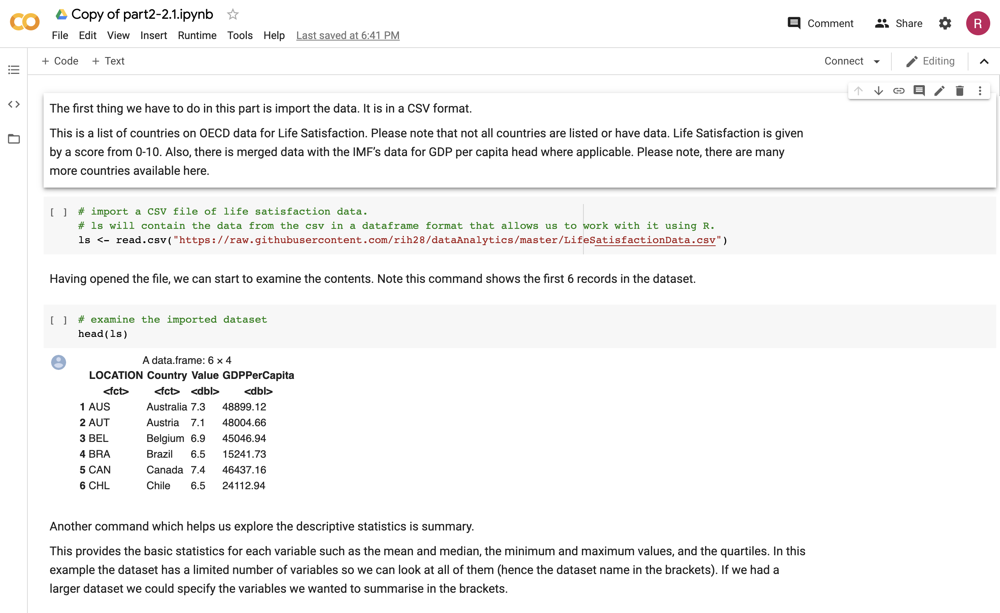 Copy of part2-2.1.ipynb
File Edit View Insert Runtime Tools Help Last saved at 6:41 PM
Comment Share R
+ Code + Text
Connect Editing
The first thing we have to do in this part is import the data. It is in a CSV format.
This is a list of countries on OECD data for Life Satisfaction. Please note that not all countries are listed or have data. Life Satisfaction is given
by a score from 0-10. Also, there is merged data with the IMF’s data for GDP per capita head where applicable. Please note, there are many
more countries available here.
[ ] # import a CSV file of life satisfaction data.
# ls will contain the data from the csv in a dataframe format that allows us to work with it using R.
ls <- read.csv("https://raw.githubusercontent.com/rih28/dataAnalytics/master/LifeSatisfactionData.csv")
Having opened the file, we can start to examine the contents. Note this command shows the first 6 records in the dataset.
[ ] # examine the imported dataset
head(ls)
A data.frame: 6 × 4
LOCATION Country Value GDPPerCapita
<fct> <fct> <dbl> <dbl>
1 AUS Australia 7.3 48899.12
2 AUT Austria 7.1 48004.66
3 BEL Belgium 6.9 45046.94
4 BRA Brazil 6.5 15241.73
5 CAN Canada 7.4 46437.16
6 CHL Chile 6.5 24112.94
Another command which helps us explore the descriptive statistics is summary.
This provides the basic statistics for each variable such as the mean and median, the minimum and maximum values, and the quartiles. In this
example the dataset has a limited number of variables so we can look at all of them (hence the dataset name in the brackets). If we had a
larger dataset we could specify the variables we wanted to summarise in the brackets.